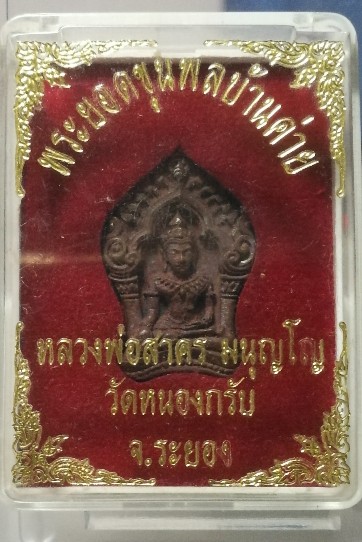 พระยอดขุนพลบ้านค่าย
หลวงพ่อสาคร มนุญโญ
วัดหนองกรับ
จ.ระยอง